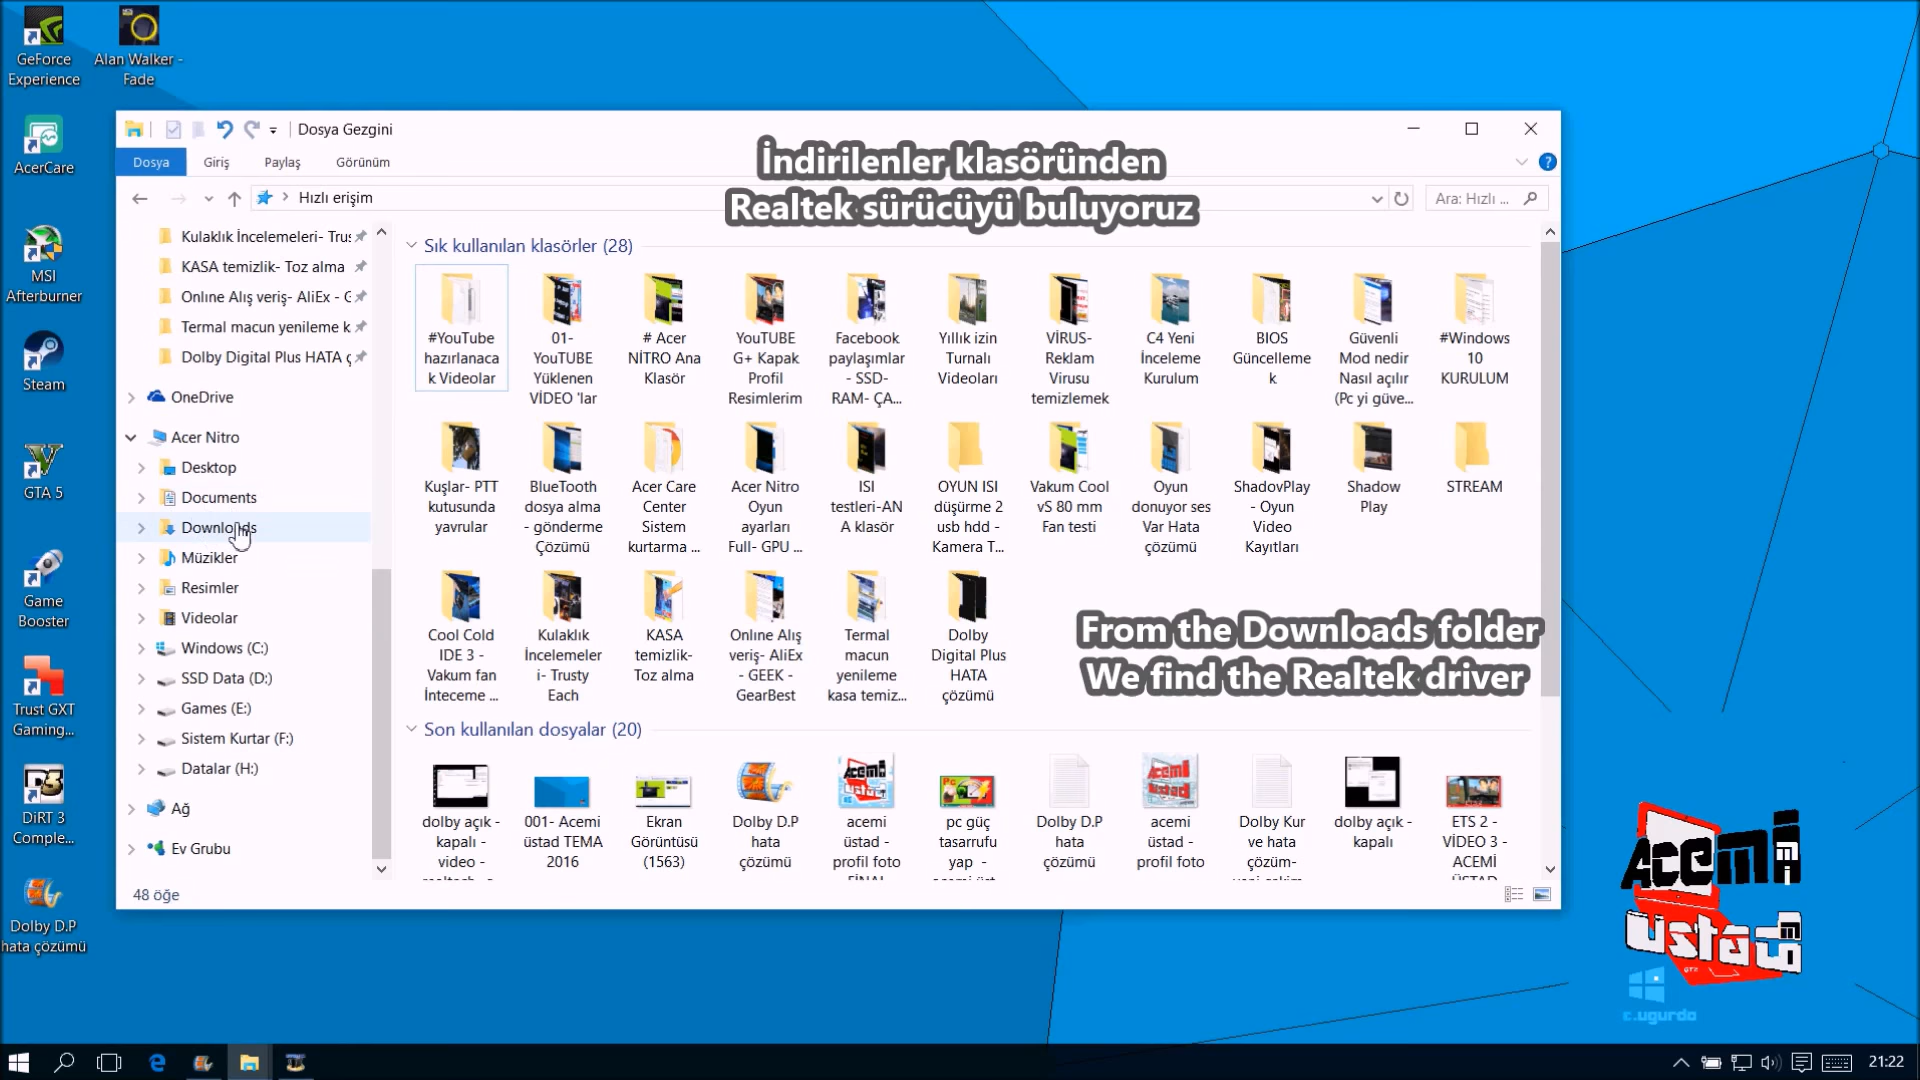 GeForce
Experience
Alan Walker -
Fade
AcerCare
MSI
Afterburner
Steam
GTA 5
Game
Booster
Trust GXT
Gaming...
DiRT 3
Comple...
Dolby D.P
hata çözümü
Dosya Gezgini
Dosya
Giriş
Paylaş
Görünüm
Hızlı erişim
Ara: Hızlı ...
İndirilenler klasöründen
Realtek sürücüyü buluyoruz
Kulaklık İncelemeleri- Trus
KASA temizlik- Toz alma
Onlıne Alış veriş- AliEx - G
Termal macun yenileme k
Dolby Digital Plus HATA ç
OneDrive
Acer Nitro
Desktop
Documents
Downloads
Müzikler
Resimler
Videolar
Windows (C:)
SSD Data (D:)
Games (E:)
Sistem Kurtar (F:)
Datalar (H:)
Ağ
Ev Grubu
48 öğe
Sık kullanılan klasörler (28)
#YouTube
hazırlanaca
k Videolar
01-
YouTUBE
Yüklenen
VİDEO 'lar
# Acer
NİTRO Ana
Klasör
YouTUBE
G+ Kapak
Profil
Resimlerim
Facebook
paylaşımlar
- SSD-
RAM- ÇA...
Yıllık izin
Turnalı
Videoları
VİRUS-
Reklam
Virusu
temizlemek
C4 Yeni
İnceleme
Kurulum
BIOS
Güncelleme
k
Güvenli
Mod nedir
Nasıl açılır
(Pc yi güve...
#Windows
10
KURULUM
Kuşlar- PTT
kutusunda
yavrular
BlueTooth
dosya alma
- gönderme
Çözümü
Acer Care
Center
Sistem
kurtarma ...
Acer Nitro
Oyun
ayarları
Full- GPU ...
ISI
testleri-AN
A klasör
OYUN ISI
düşürme 2
usb hdd -
Kamera T...
Vakum Cool
vS 80 mm
Fan testi
Oyun
donuyor ses
Var Hata
çözümü
ShadovPlay
- Oyun
Video
Kayıtları
Shadow
Play
STREAM
Cool Cold
IDE 3 -
Vakum fan
İnteceme ...
Kulaklık
İncelemeler
i- Trusty
Each
KASA
temizlik-
Toz alma
Onlıne Alış
veriş- AliEx
- GEEK -
GearBest
Termal
macun
yenileme
kasa temiz...
Dolby
Digital Plus
HATA
çözümü
From the Downloads folder
We find the Realtek driver
Son kullanılan dosyalar (20)
dolby açık -
kapalı -
video -
001- Acemi
üstad TEMA
2016
Ekran
Görüntüsü
(1563)
Dolby D.P
hata
çözümü
acemi
üstad -
profil foto
FİNAL
pc güç
tasarrufu
yap -
Dolby D.P
hata
çözümü
acemi
üstad -
profil foto
Dolby Kur
ve hata
çözüm-
dolby açık -
kapalı
ETS 2 -
VİDEO 3 -
ACEMİ
ÜSTAD
Acemi
üstad
c.ugurdo
21:22